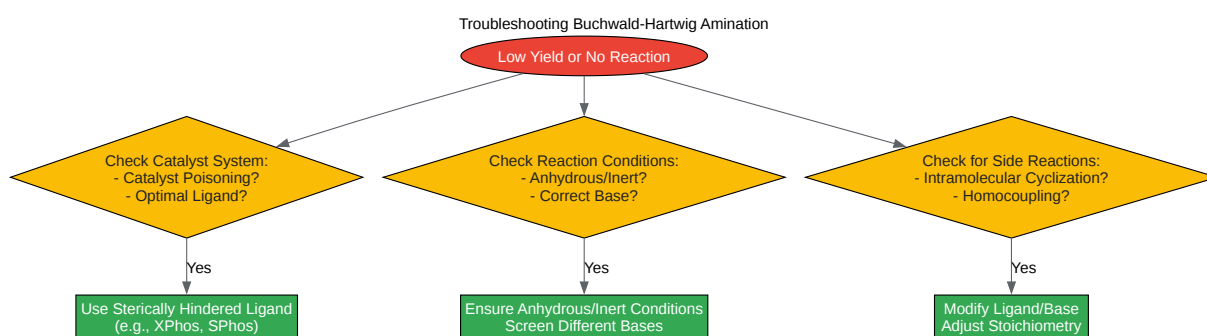 Troubleshooting Buchwald-Hartwig Amination
Low Yield or No Reaction
Check Catalyst System:
- Catalyst Poisoning?
- Optimal Ligand?
Check Reaction Conditions:
- Anhydrous/Inert?
- Correct Base?
Check for Side Reactions:
- Intramolecular Cyclization?
- Homocoupling?
Yes
Yes
Yes
Use Sterically Hindered Ligand
(e.g., XPhos, SPhos)
Ensure Anhydrous/Inert Conditions
Screen Different Bases
Modify Ligand/Base
Adjust Stoichiometry